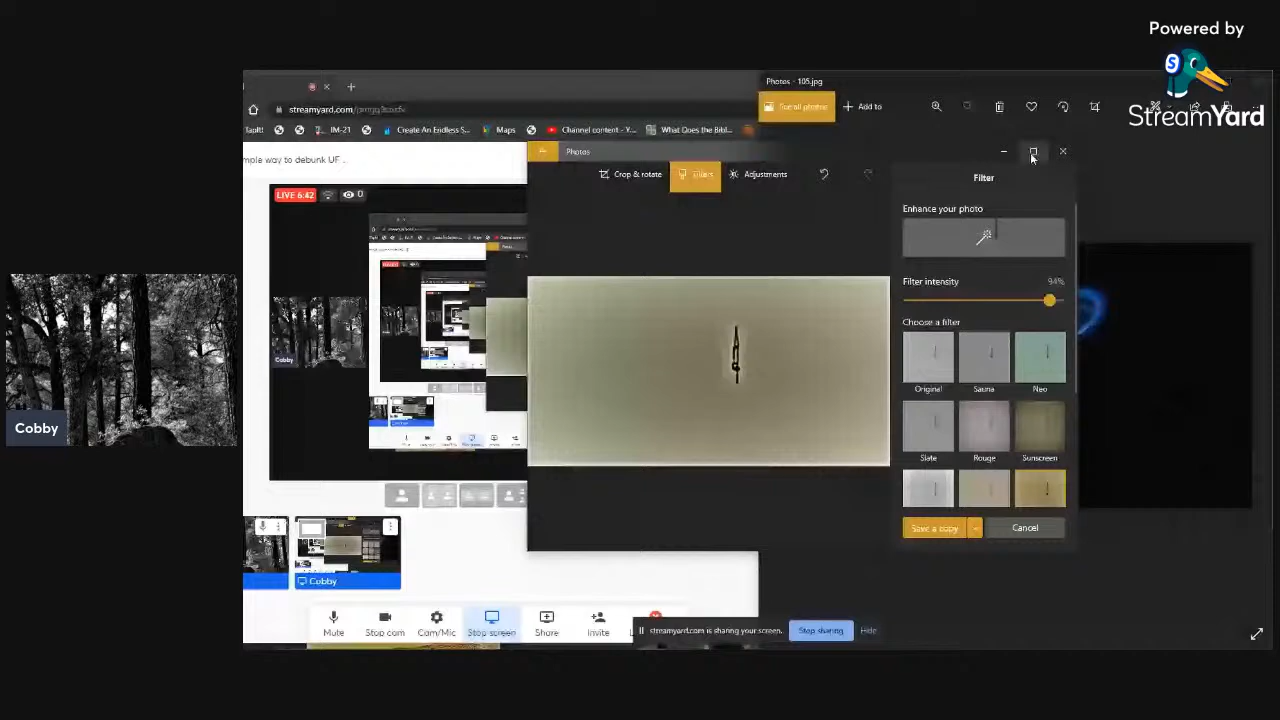 Powered by
StreamYard
Photos - 105.jpg
See all photos
Add to
Create An Endless S...
Maps
Channel content - Y...
What Does the Bibl...
IM-21
mple way to debunk UF ...
Photos
Crop & rotate
Filters
Adjustments
LIVE 6:42
0
Filter
Enhance your photo
Filter intensity
94%
Choose a filter
Original
Sauna
Neo
Slate
Rouge
Sunscreen
Save a copy
Cancel
Cobby
Cobby
Cobby
Mute
Stop cam
Cam/Mic
Stop screen
Share
Invite
streamyard.com is sharing your screen.
Stop sharing
Hide